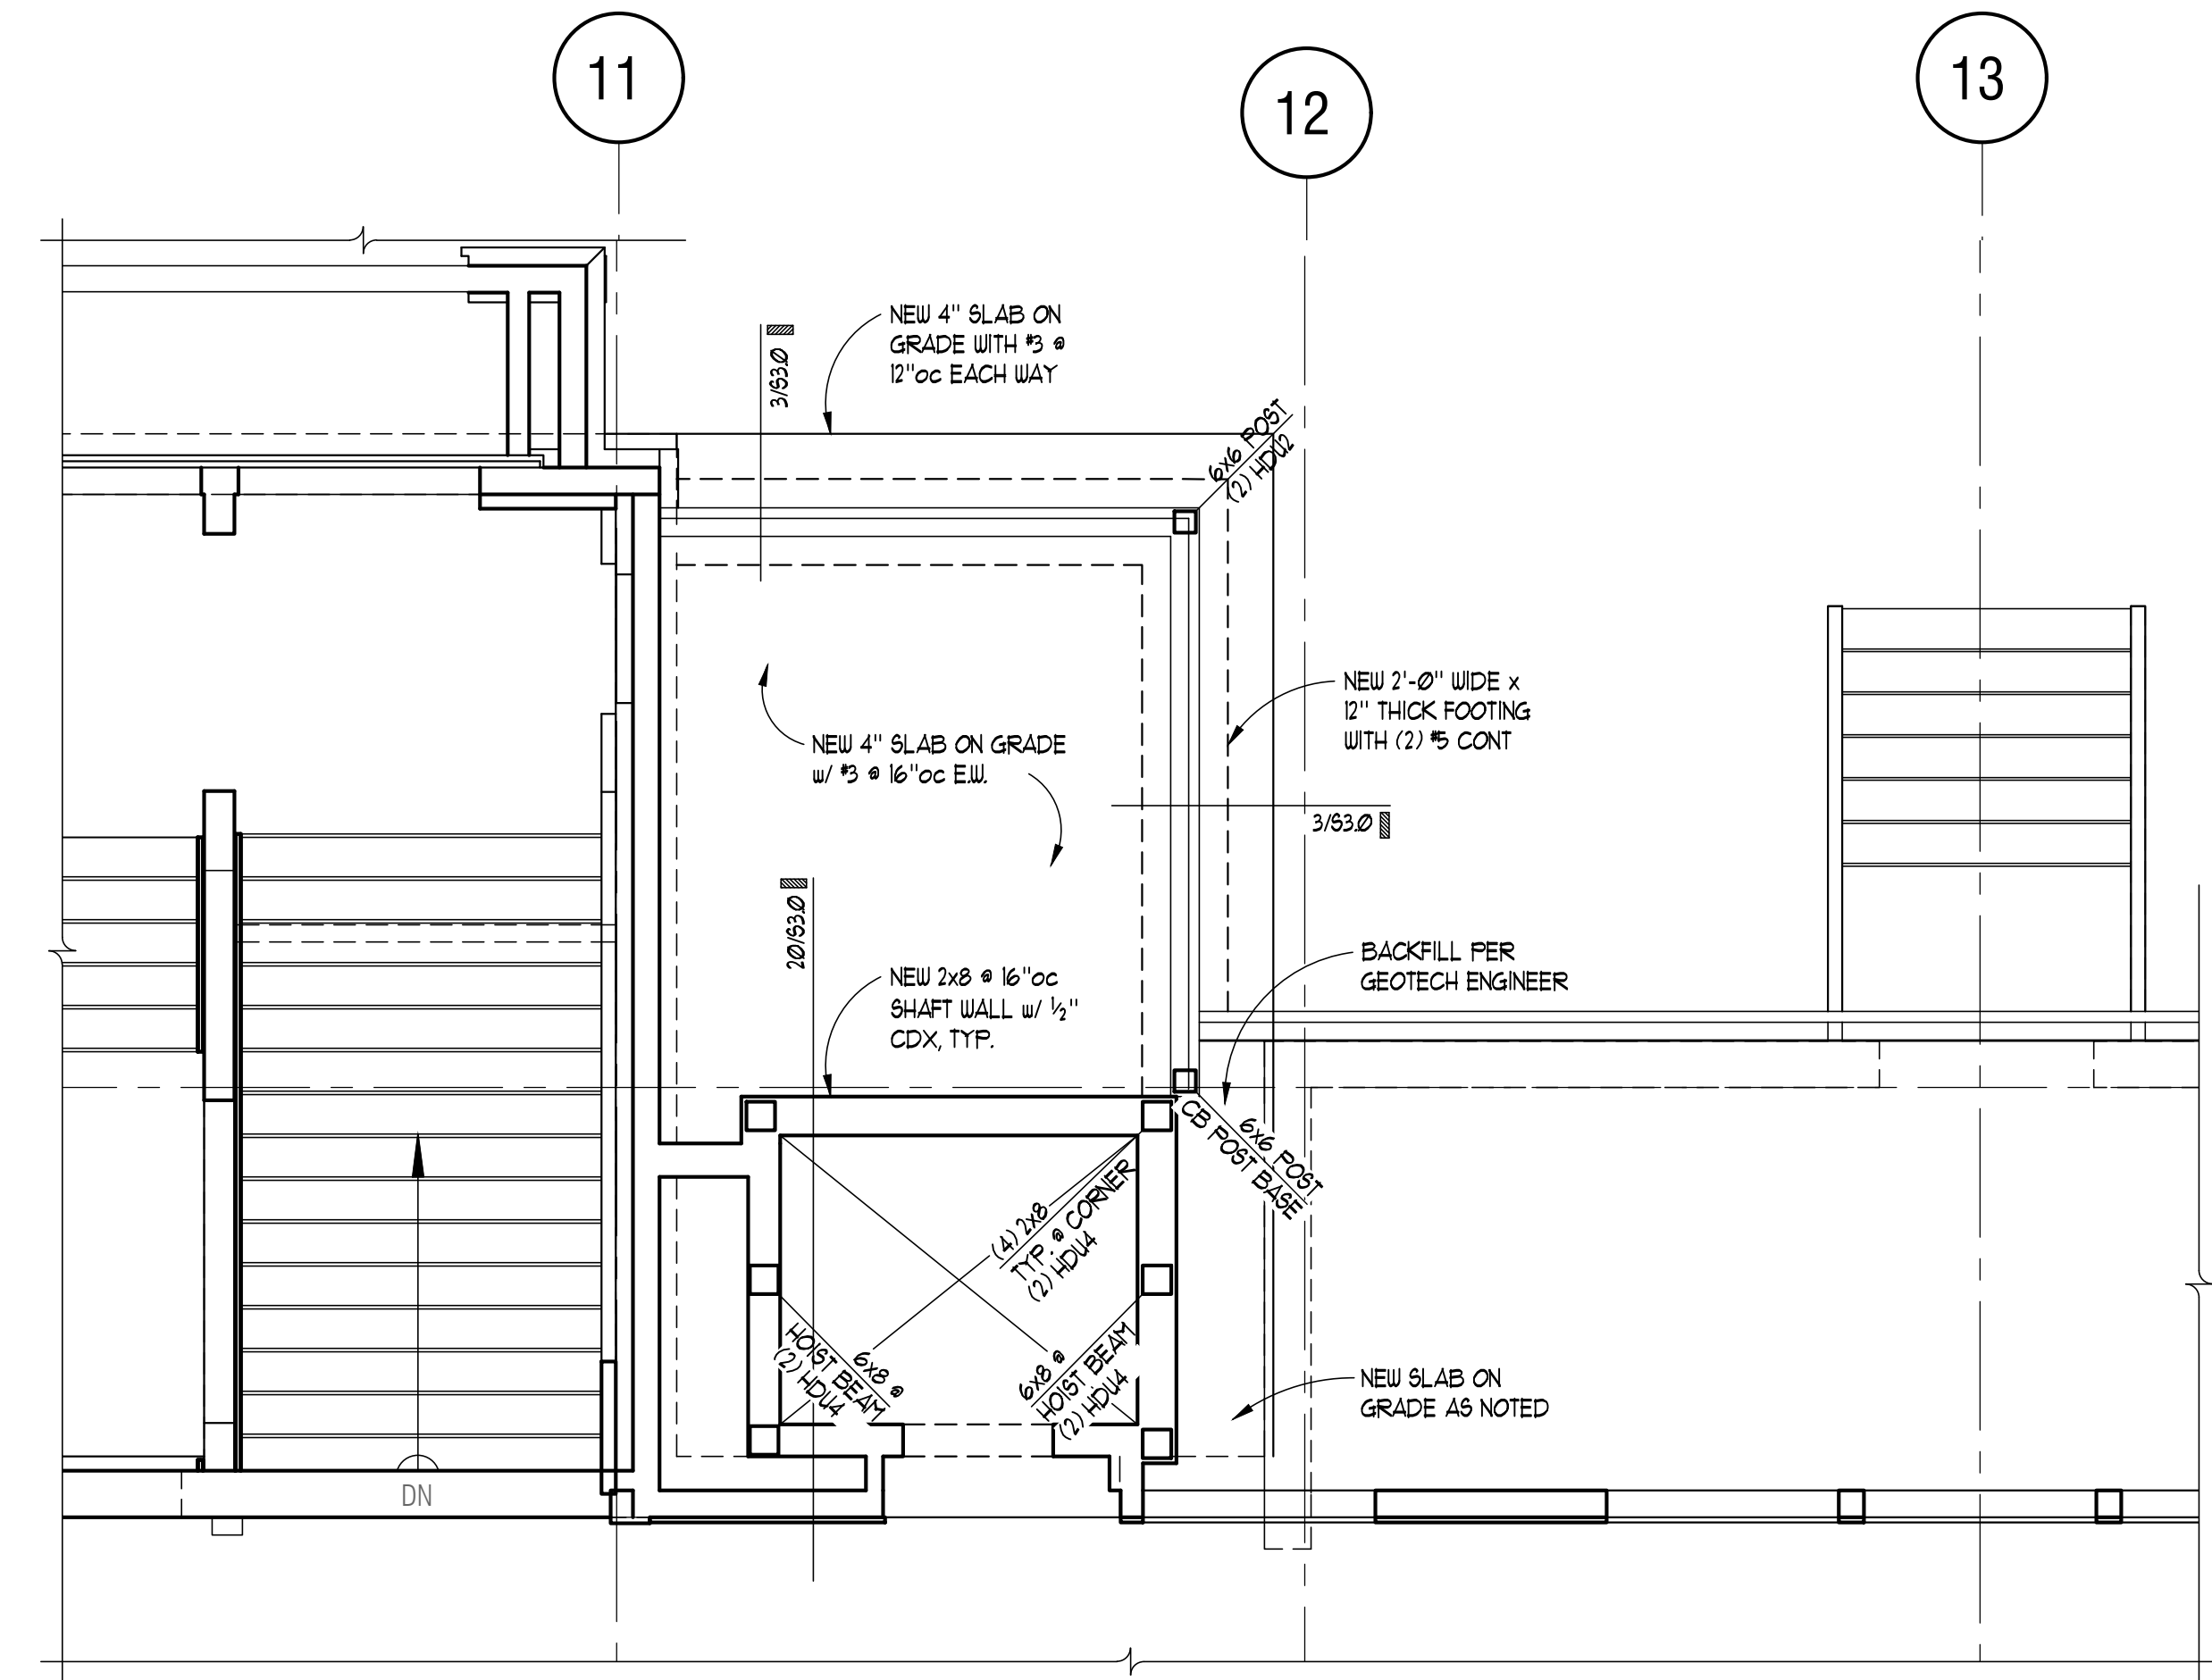 11
12
13
NEW 4" SLAB ON
GRADE WITH #3 @
12"oc EACH WAY
3/S3.0
6x6 POST
(2) HDU2
NEW 2'-0" WIDE x
12" THICK FOOTING
WITH (2) #5 CONT
NEW 4" SLAB ON GRADE
w/ #3 @ 16"oc E.W.
3/S3.0
20/S3.0
BACKFILL PER
GEOTECH ENGINEER
NEW 2x8 @ 16"oc
SHAFT WALL w/ ½"
CDX, TYP.
6x6 POST
CB POST BASE
(4) 2x8
TYP. @ CORNER
(2) HDU4
6x8 @
HOIST BEAM
(2) HDU4
6x8 @
HOIST BEAM
(2) HDU4
NEW SLAB ON
GRADE AS NOTED
DN